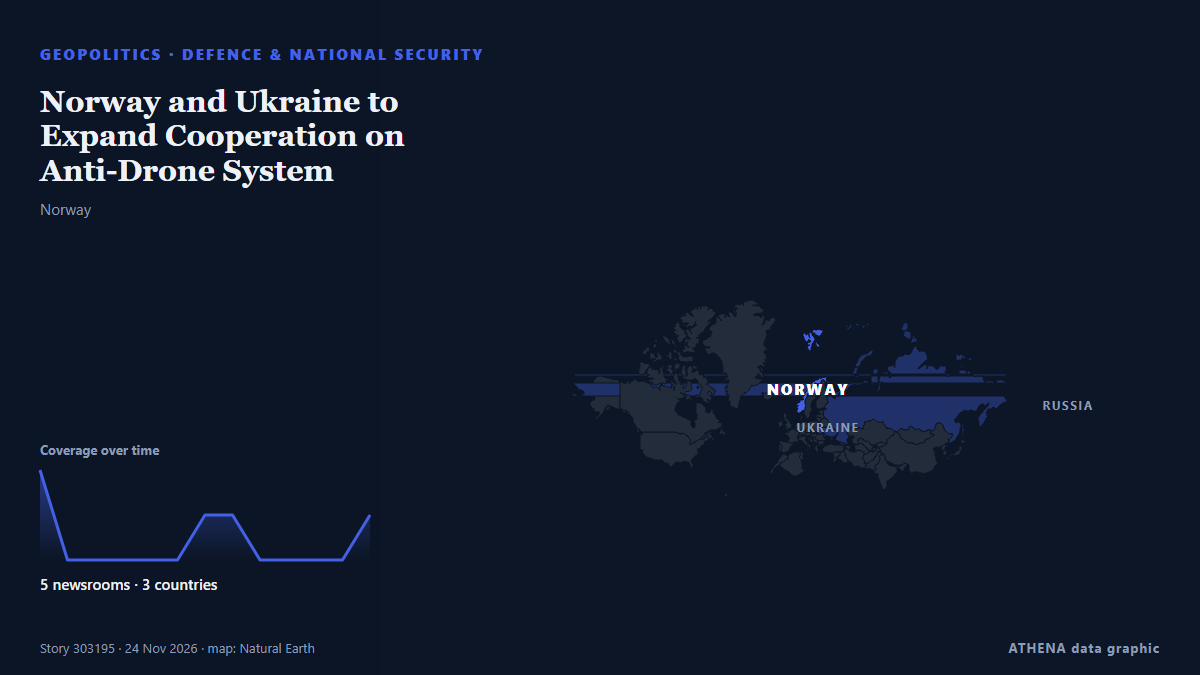 GEOPOLITICS · DEFENCE & NATIONAL SECURITY
Norway and Ukraine to
Expand Cooperation on
Anti-Drone System
Norway
NORWAY
RUSSIA
UKRAINE
Coverage over time
5 newsrooms · 3 countries
Story 303195 · 24 Nov 2026 · map: Natural Earth
ATHENA data graphic